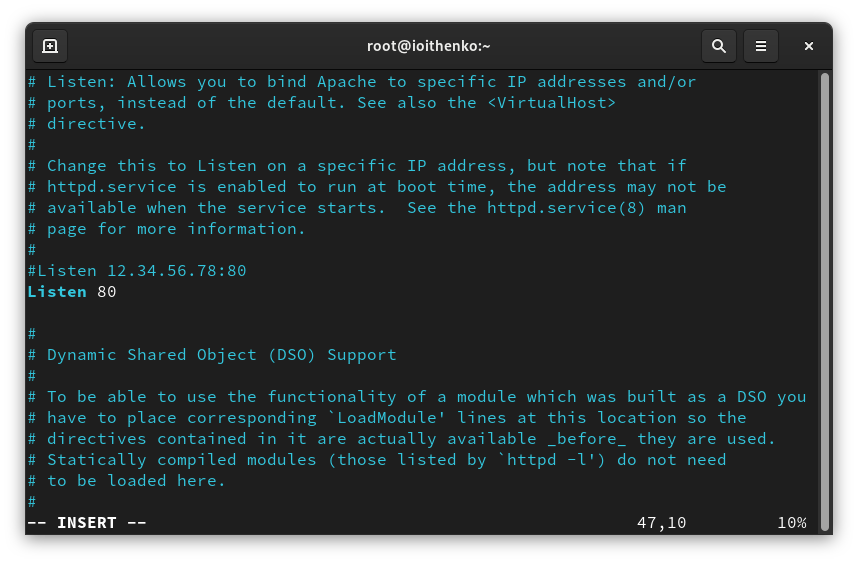 root@ioithenko:~
# Listen: Allows you to bind Apache to specific IP addresses and/or
# ports, instead of the default. See also the <VirtualHost>
# directive.
#
# Change this to Listen on a specific IP address, but note that if
# httpd.service is enabled to run at boot time, the address may not be
# available when the service starts.  See the httpd.service(8) man
# page for more information.
#
#Listen 12.34.56.78:80
Listen 80
#
# Dynamic Shared Object (DSO) Support
#
# To be able to use the functionality of a module which was built as a DSO you
# have to place corresponding `LoadModule' lines at this location so the
# directives contained in it are actually available _before_ they are used.
# Statically compiled modules (those listed by `httpd -l') do not need
# to be loaded here.
#
-- INSERT -- 47,10 10%